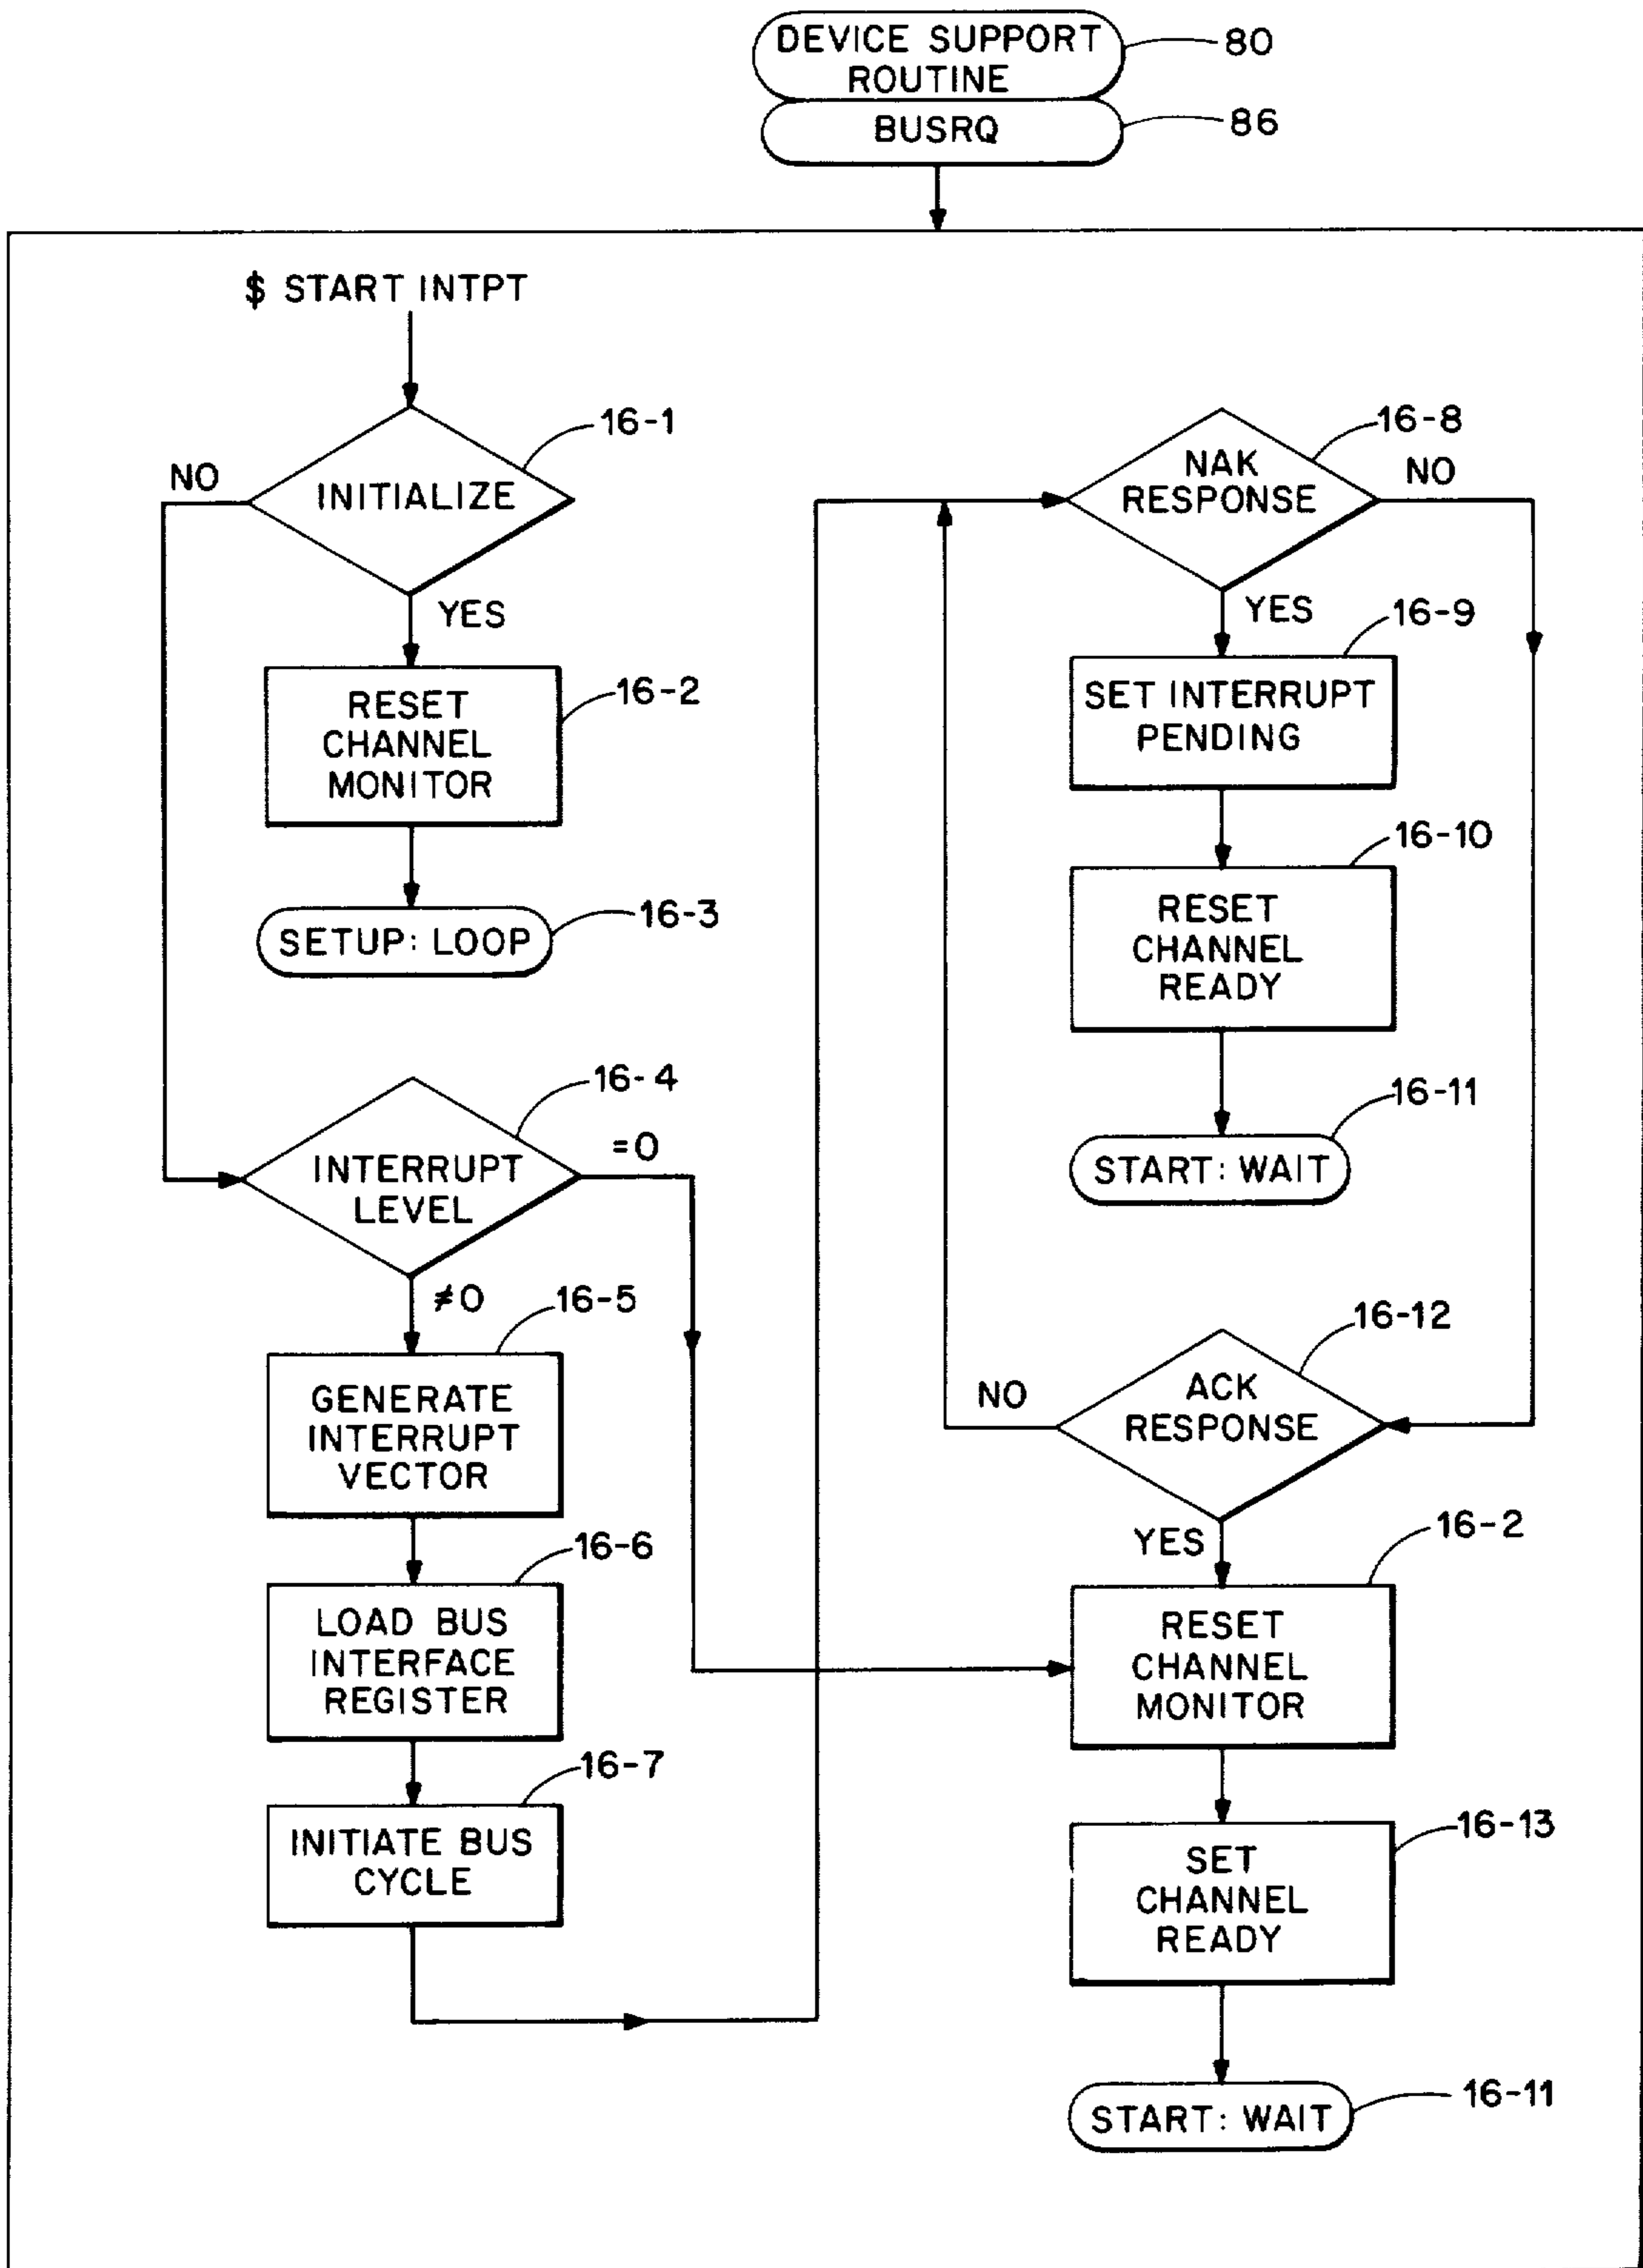 DEVICE SUPPORT
ROUTINE
80
BUSRQ
86
$ START INTPT
16-1
NO
INITIALIZE
YES
16-2
RESET
CHANNEL
MONITOR
16-3
SETUP: LOOP
16-4
=0
INTERRUPT
LEVEL
≠0
16-5
GENERATE
INTERRUPT
VECTOR
16-6
LOAD BUS
INTERFACE
REGISTER
16-7
INITIATE BUS
CYCLE
16-8
NAK
RESPONSE
NO
YES
16-9
SET INTERRUPT
PENDING
16-10
RESET
CHANNEL
READY
16-11
START: WAIT
16-12
NO
ACK
RESPONSE
YES
16-2
RESET
CHANNEL
MONITOR
16-13
SET
CHANNEL
READY
16-11
START: WAIT